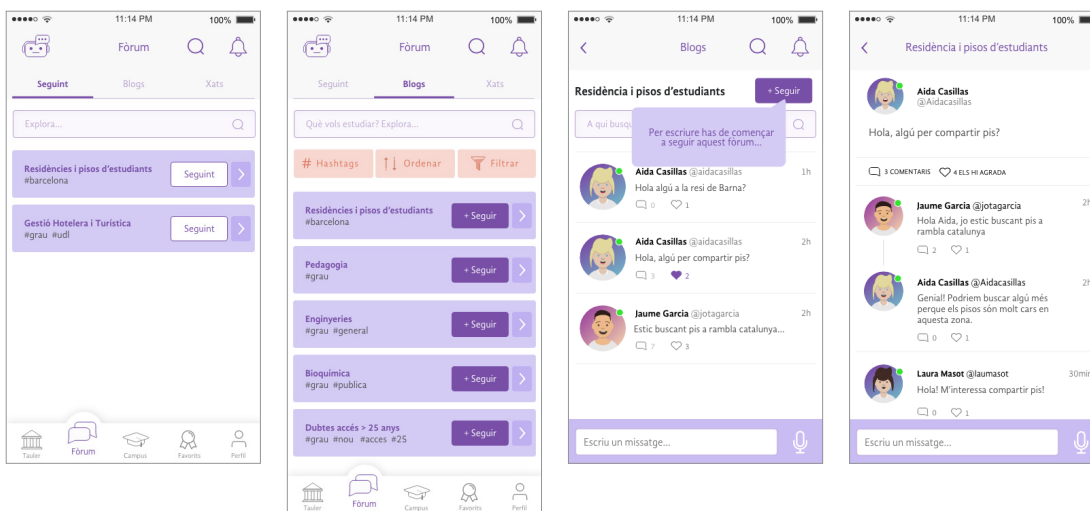 11:14 PM
100%
Fòrum
Seguint
Blogs
Xats
Explora...
Residències i pisos d'estudiants
#barcelona
Seguint
Gestió Hotelera i Turística
#grau #udl
Seguint
Tauler
Fòrum
Campus
Favorits
Perfil
11:14 PM
100%
Fòrum
Seguint
Blogs
Xats
Què vols estudiar? Explora...
# Hashtags
Ordenar
Filtrar
Residències i pisos d'estudiants
#barcelona
+ Seguir
Pedagogia
#grau
+ Seguir
Enginyeries
#grau #general
+ Seguir
Bioquímica
#grau #publica
+ Seguir
Dubtes accés > 25 anys
#grau #nou #acces #25
+ Seguir
Tauler
Fòrum
Campus
Favorits
Perfil
11:14 PM
100%
Blogs
Residència i pisos d'estudiants
+ Seguir
A qui busq
Per escriure has de començar
a seguir aquest fòrum...
Aida Casillas @aidacasillas
1h
Hola algú a la resi de Barna?
0
1
Aida Casillas @aidacasillas
2h
Hola, algú per compartir pis?
3
2
Jaume Garcia @jotagarcia
2h
Estic buscant pis a rambla catalunya...
7
3
Escriu un missatge...
11:14 PM
100%
Residència i pisos d'estudiants
Aida Casillas
@Aidacasillas
Hola, algú per compartir pis?
3 COMENTARIS
4 ELS HI AGRADA
Jaume Garcia @jotagarcia
2h
Hola Aida, jo estic buscant pis a
rambla catalunya
2
1
Aida Casillas @Aidacasillas
2h
Genial! Podriem buscar algú més
perque els pisos són molt cars en
aquesta zona.
0
1
Laura Masot @laumasot
30min
Hola! M'interessa compartir pis!
0
1
Escriu un missatge...